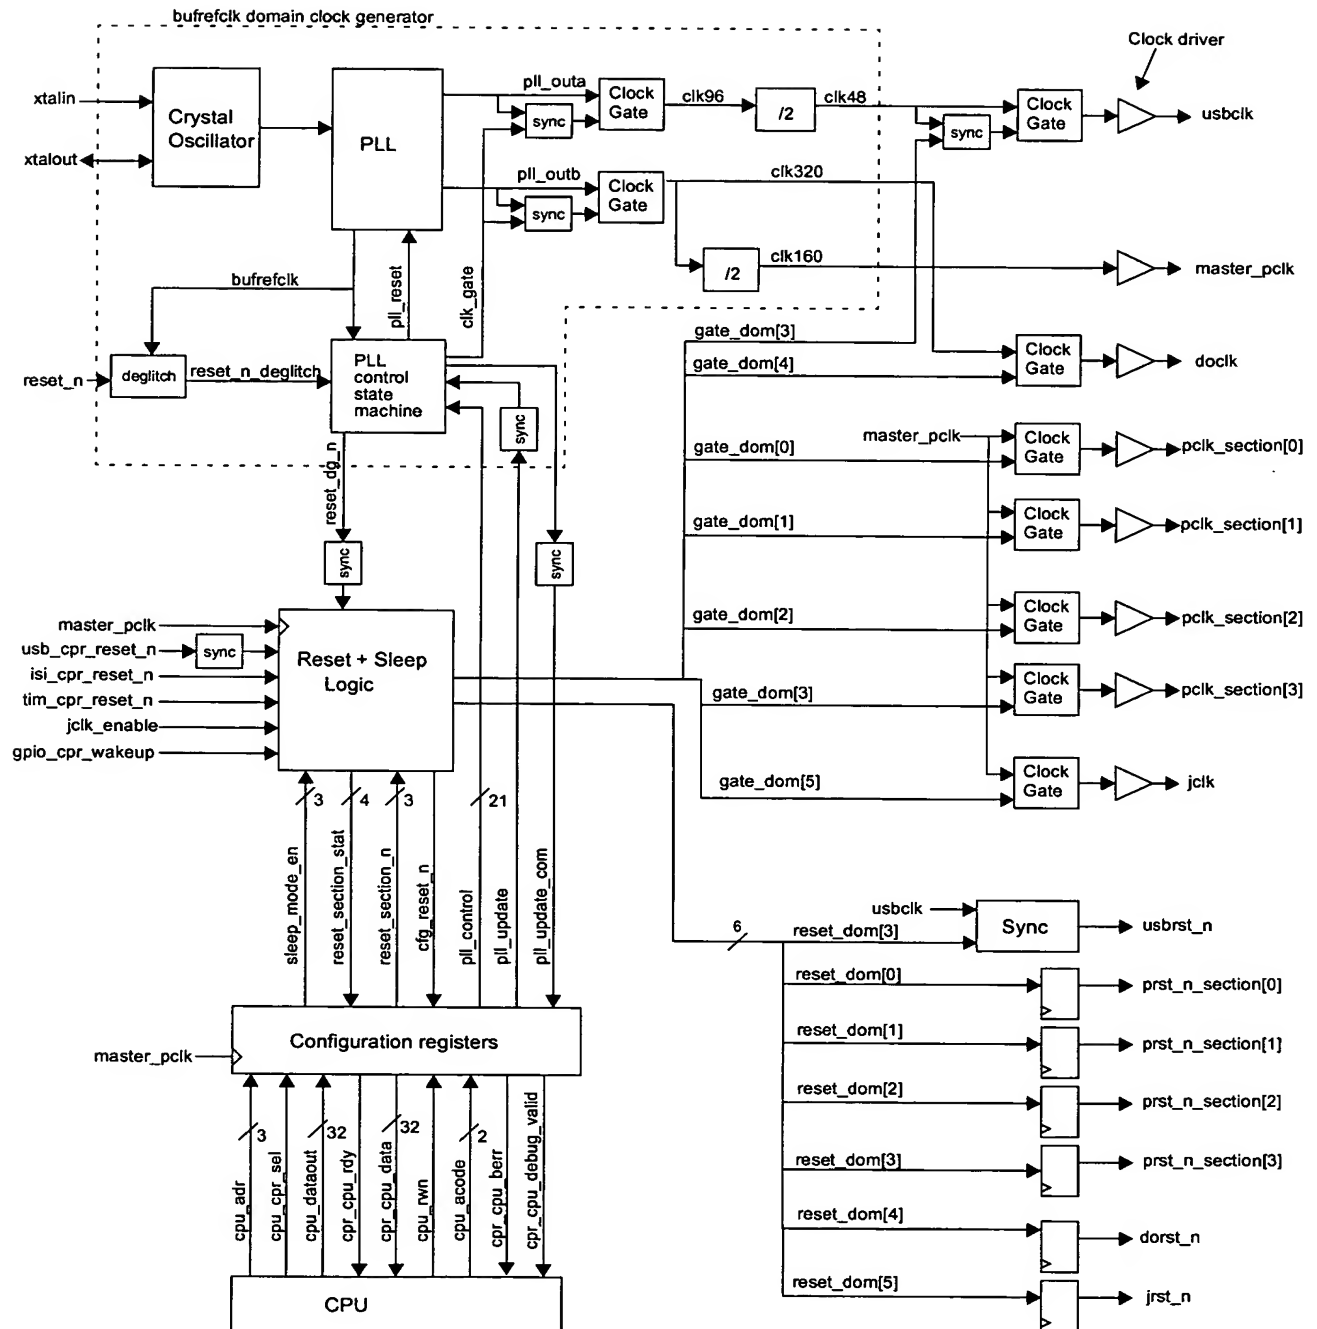 bufrefclk domain clock generator
Clock driver
xtalin
xtalout
Crystal
Oscillator
PLL
pll_outa
sync
Clock
Gate
clk96
/2
clk48
sync
Clock
Gate
usbclk
pll_outb
sync
Clock
Gate
clk320
/2
clk160
master_pclk
bufrefclk
pll_reset
clk_gate
reset_n
deglitch
reset_n_deglitch
PLL
control
state
machine
sync
gate_dom[3]
gate_dom[4]
Clock
Gate
doclk
master_pclk
gate_dom[0]
Clock
Gate
pclk_section[0]
gate_dom[1]
Clock
Gate
pclk_section[1]
gate_dom[2]
Clock
Gate
pclk_section[2]
gate_dom[3]
Clock
Gate
pclk_section[3]
gate_dom[5]
Clock
Gate
jclk
reset_dg_n
sync
sync
master_pclk
usb_cpr_reset_n
sync
isi_cpr_reset_n
tim_cpr_reset_n
jclk_enable
gpio_cpr_wakeup
Reset + Sleep
Logic
3
4
3
21
sleep_mode_en
reset_section_stat
reset_section_n
cfg_reset_n
pll_control
pll_update
pll_update_com
6
usbclk
reset_dom[3]
Sync
usbrst_n
reset_dom[0]
prst_n_section[0]
reset_dom[1]
prst_n_section[1]
reset_dom[2]
prst_n_section[2]
reset_dom[3]
prst_n_section[3]
reset_dom[4]
dorst_n
reset_dom[5]
jrst_n
master_pclk
Configuration registers
3
32
32
2
cpu_adr
cpu_cpr_sel
cpu_dataout
cpr_cpu_rdy
cpr_cpu_data
cpu_rwn
cpu_acode
cpr_cpu_berr
cpr_cpu_debug_valid
CPU